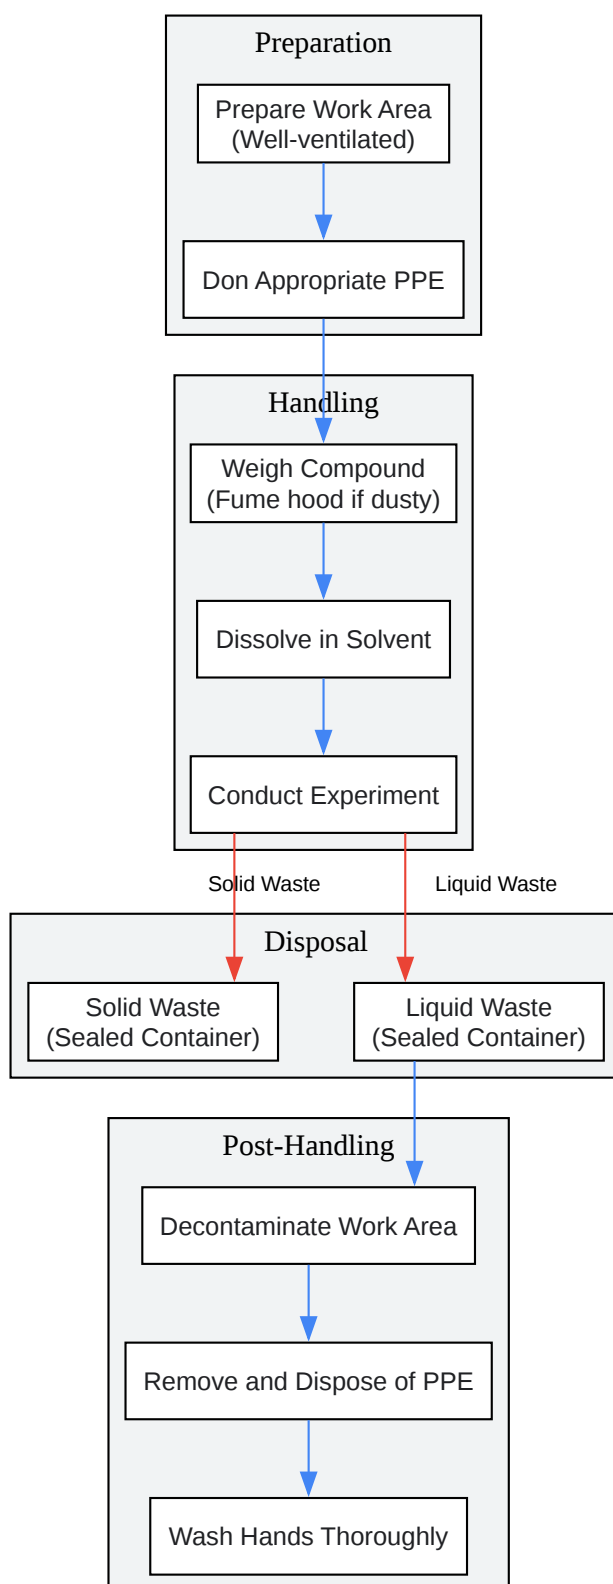 Preparation
Prepare Work Area
(Well-ventilated)
Don Appropriate PPE
Handling
Weigh Compound
(Fume hood if dusty)
Dissolve in Solvent
Conduct Experiment
Solid Waste
Liquid Waste
Disposal
Solid Waste
(Sealed Container)
Liquid Waste
(Sealed Container)
Post-Handling
Decontaminate Work Area
Remove and Dispose of PPE
Wash Hands Thoroughly